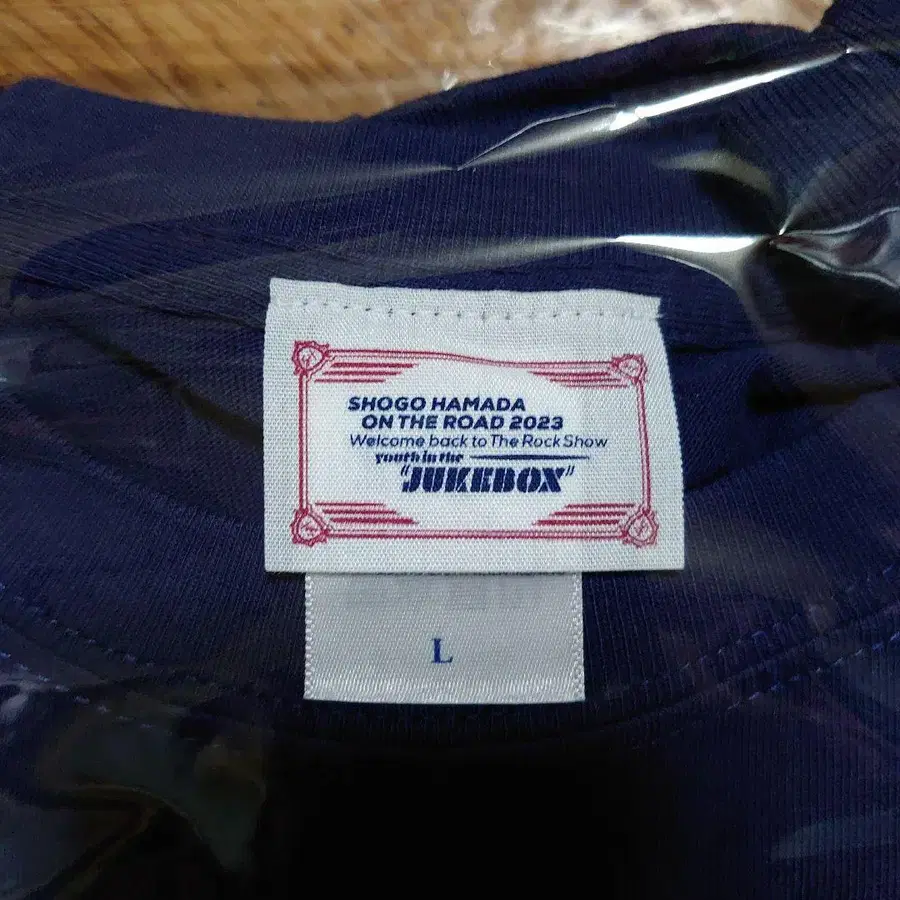 SHOGO HAMADA
ON THE ROAD 2023
Welcome back to The Rock Show
youth in the
"JUKEBOX"
L